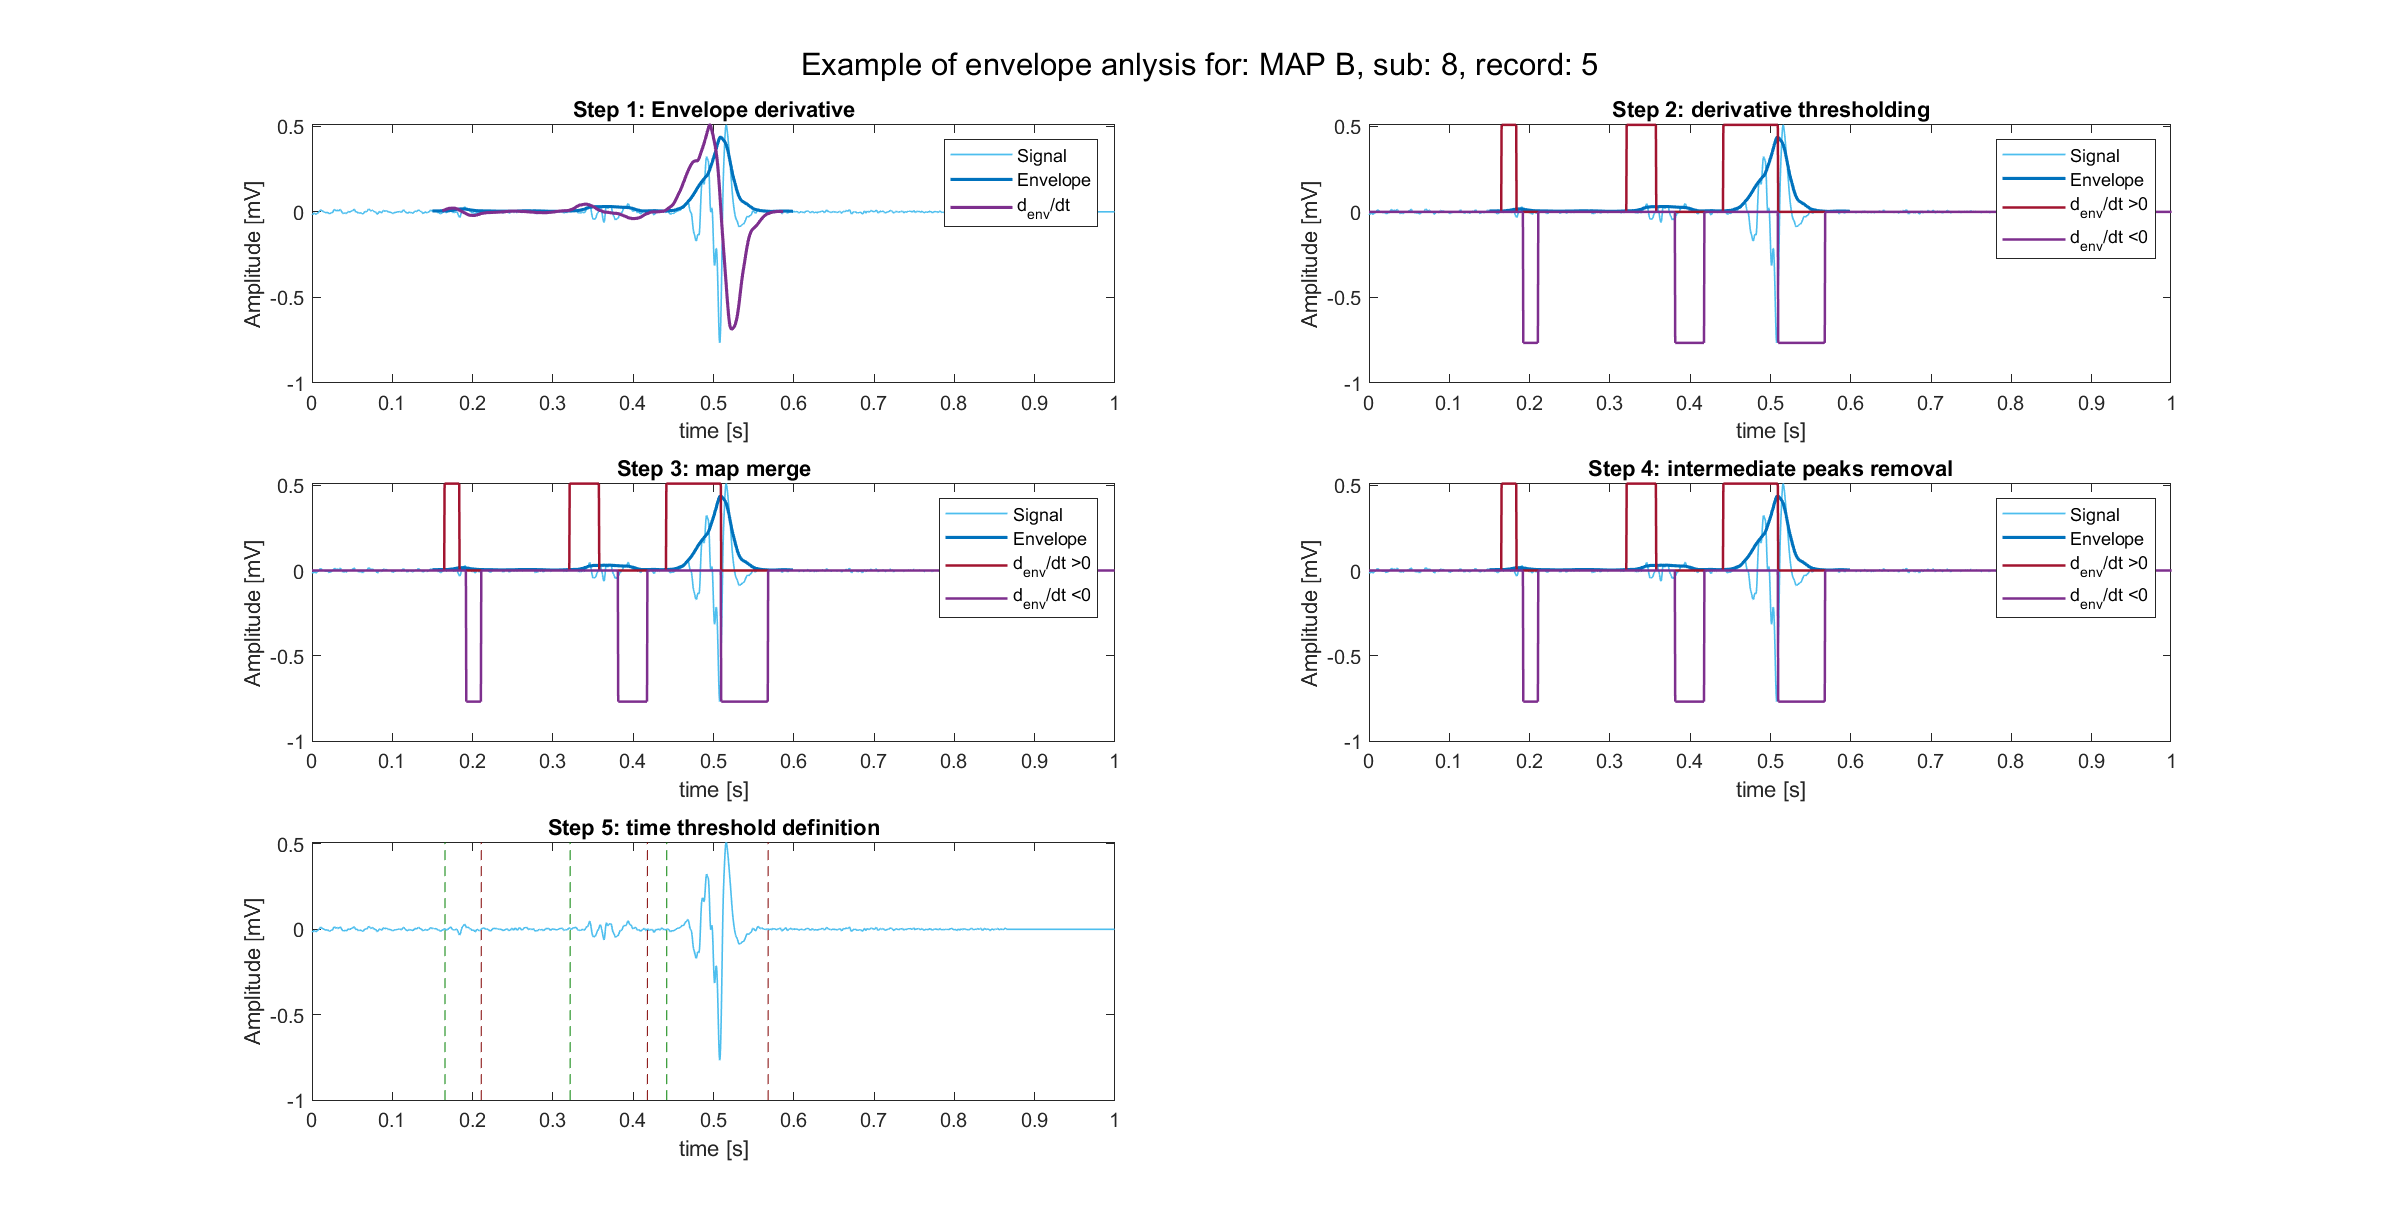 Example of envelope anlysis for: MAP B, sub: 8, record: 5
Step 1: Envelope derivative
0.5
0
-0.5
-1
Amplitude [mV]
0 0.1 0.2 0.3 0.4 0.5 0.6 0.7 0.8 0.9 1
time [s]
Signal
Envelope
d_env/dt
Step 2: derivative thresholding
0.5
0
-0.5
-1
Amplitude [mV]
0 0.1 0.2 0.3 0.4 0.5 0.6 0.7 0.8 0.9 1
time [s]
Signal
Envelope
d_env/dt >0
d_env/dt <0
Step 3: map merge
0.5
0
-0.5
-1
Amplitude [mV]
0 0.1 0.2 0.3 0.4 0.5 0.6 0.7 0.8 0.9 1
time [s]
Signal
Envelope
d_env/dt >0
d_env/dt <0
Step 4: intermediate peaks removal
0.5
0
-0.5
-1
Amplitude [mV]
0 0.1 0.2 0.3 0.4 0.5 0.6 0.7 0.8 0.9 1
time [s]
Signal
Envelope
d_env/dt >0
d_env/dt <0
Step 5: time threshold definition
0.5
0
-0.5
-1
Amplitude [mV]
0 0.1 0.2 0.3 0.4 0.5 0.6 0.7 0.8 0.9 1
time [s]